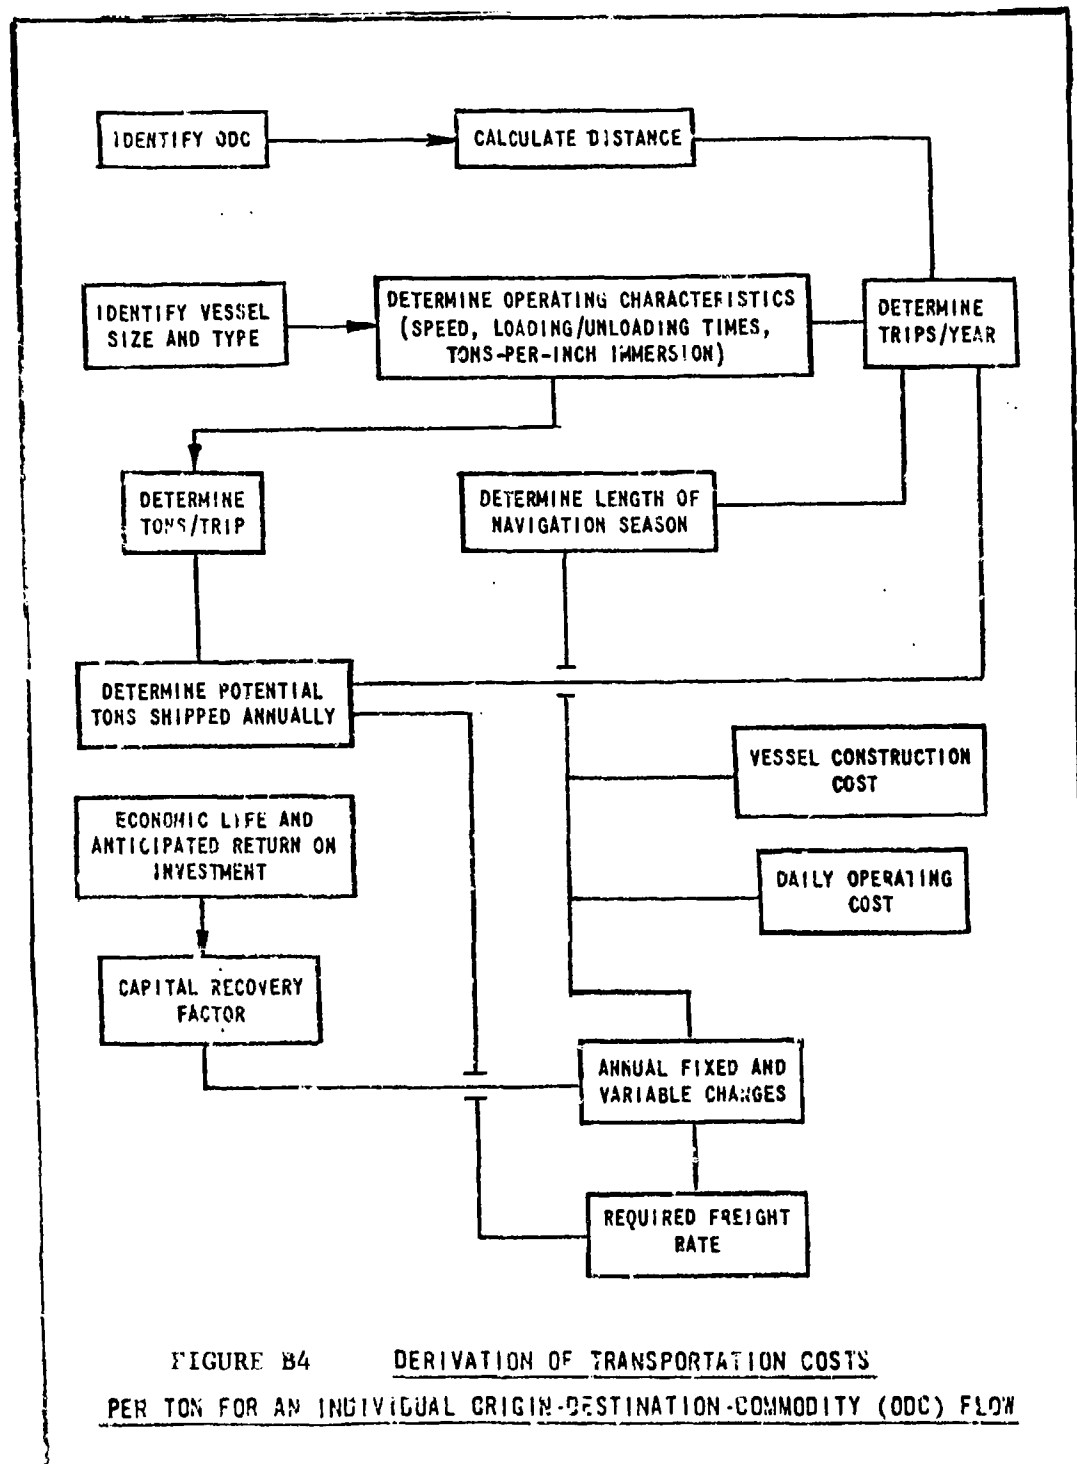 IDENTIFY ODC
CALCULATE DISTANCE
IDENTIFY VESSEL
SIZE AND TYPE
DETERMINE OPERATING CHARACTERISTICS
(SPEED, LOADING/UNLOADING TIMES,
TONS-PER-INCH IMMERSION)
DETERMINE
TRIPS/YEAR
DETERMINE
TONS/TRIP
DETERMINE LENGTH OF
NAVIGATION SEASON
DETERMINE POTENTIAL
TONS SHIPPED ANNUALLY
VESSEL CONSTRUCTION
COST
ECONOMIC LIFE AND
ANTICIPATED RETURN ON
INVESTMENT
DAILY OPERATING
COST
CAPITAL RECOVERY
FACTOR
ANNUAL FIXED AND
VARIABLE CHANGES
REQUIRED FREIGHT
RATE
FIGURE B4 DERIVATION OF TRANSPORTATION COSTS
PER TON FOR AN INDIVIDUAL ORIGIN-DESTINATION-COMMODITY (ODC) FLOW